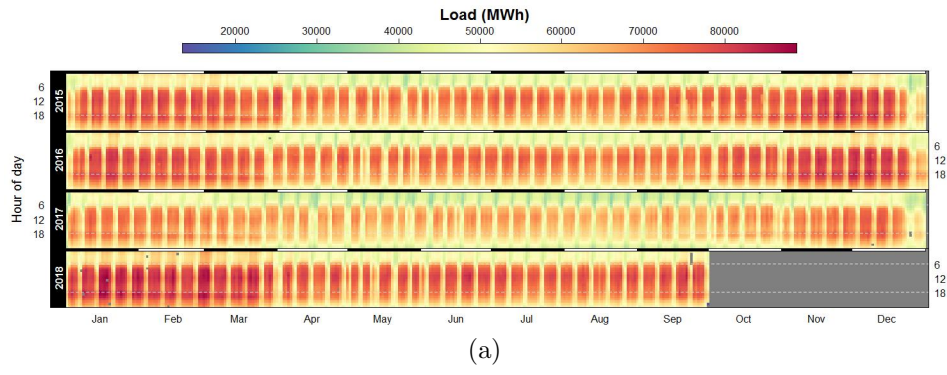 Load (MWh)
20000 30000 40000 50000 60000 70000 80000
Hour of day
6 12 18 2015
2016 6 12 18
6 12 18 2017
2018 6 12 18
Jan Feb Mar Apr May Jun Jul Aug Sep Oct Nov Dec
(a)